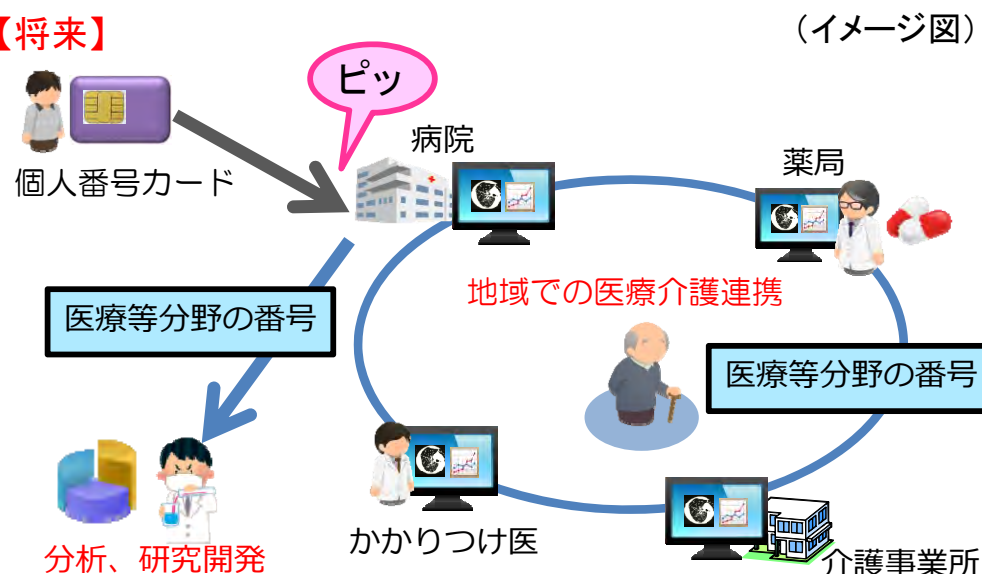 【将来】
(イメージ図)
ピッ
病院
薬局
個人番号カード
地域での医療介護連携
医療等分野の番号
医療等分野の番号
かかりつけ医
介護事業所
分析、研究開発